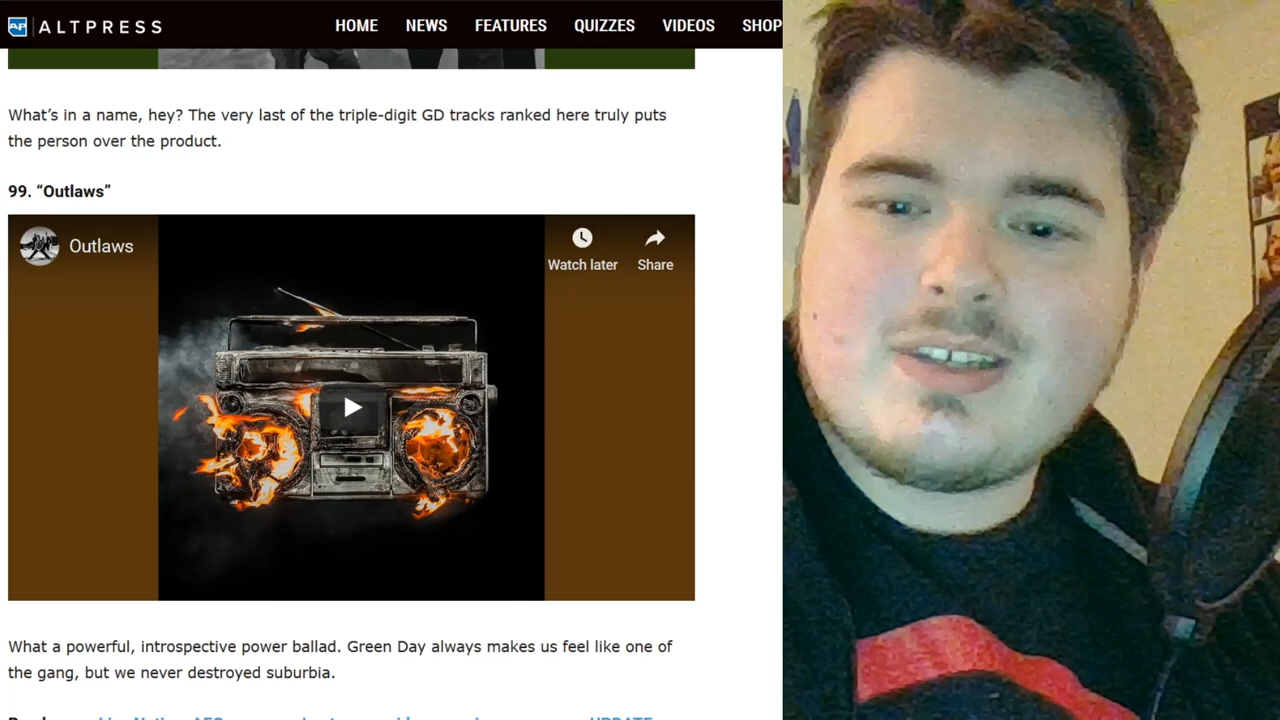 AP ALTPRESS HOME NEWS FEATURES QUIZZES VIDEOS SHOP
What’s in a name, hey? The very last of the triple-digit GD tracks ranked here truly puts
the person over the product.
99. “Outlaws”
Outlaws
Watch later Share
What a powerful, introspective power ballad. Green Day always makes us feel like one of
the gang, but we never destroyed suburbia.